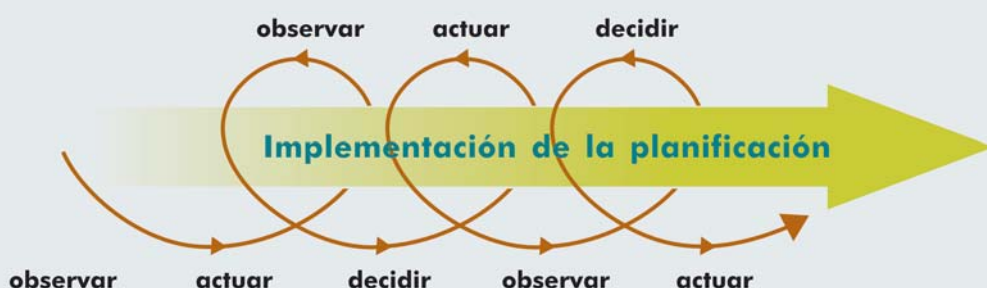 observar actuar decidir
Implementación de la planificación
observar actuar decidir observar actuar